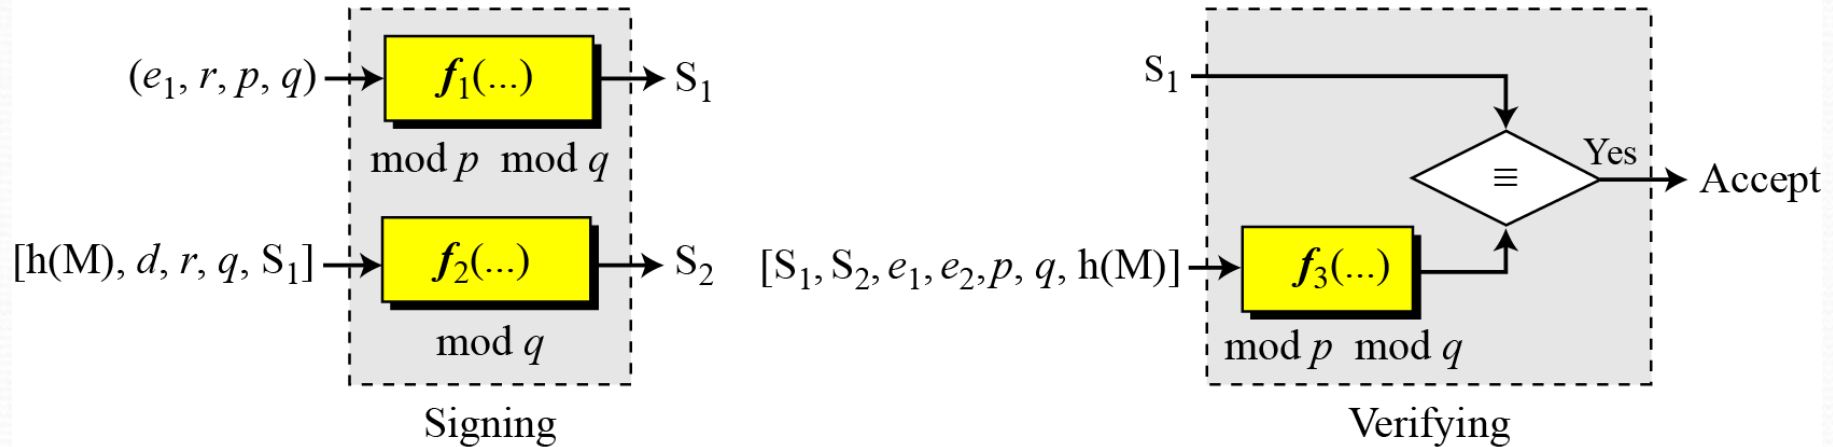 (e₁, r, p, q)
f₁(...)
S₁
mod p mod q
[h(M), d, r, q, S₁]
f₂(...)
S₂
mod q
Signing
S₁
≡
Yes
Accept
[S₁, S₂, e₁, e₂, p, q, h(M)]
f₃(...)
mod p mod q
Verifying